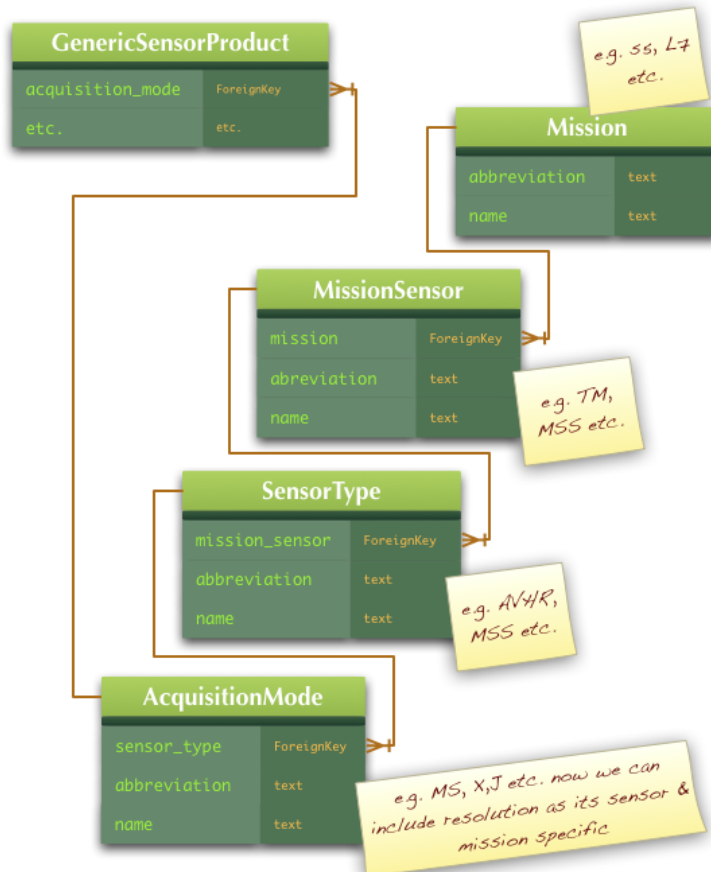 GenericSensorProduct
acquisition_mode ForeignKey
etc. etc.
e.g. S5, L7
etc.
Mission
abbreviation text
name text
MissionSensor
mission ForeignKey
abreviation text
name text
e.g. TM,
MSS etc.
SensorType
mission_sensor ForeignKey
abbreviation text
name text
e.g. AVHR,
MSS etc.
AcquisitionMode
sensor_type ForeignKey
abbreviation text
name text
e.g. MS, X,J etc. now we can
include resolution as its sensor &
mission specific